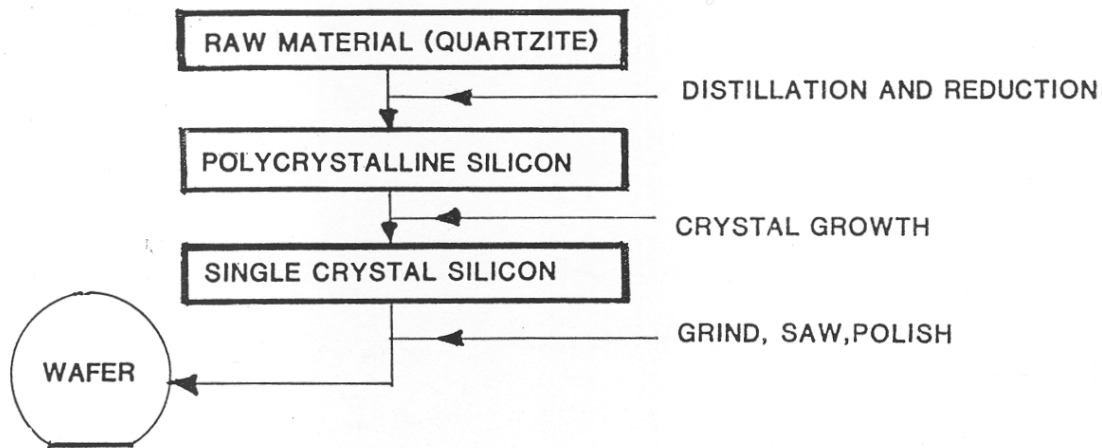 RAW MATERIAL (QUARTZITE)
DISTILLATION AND REDUCTION
POLYCRYSTALLINE SILICON
CRYSTAL GROWTH
SINGLE CRYSTAL SILICON
GRIND, SAW,POLISH
WAFER